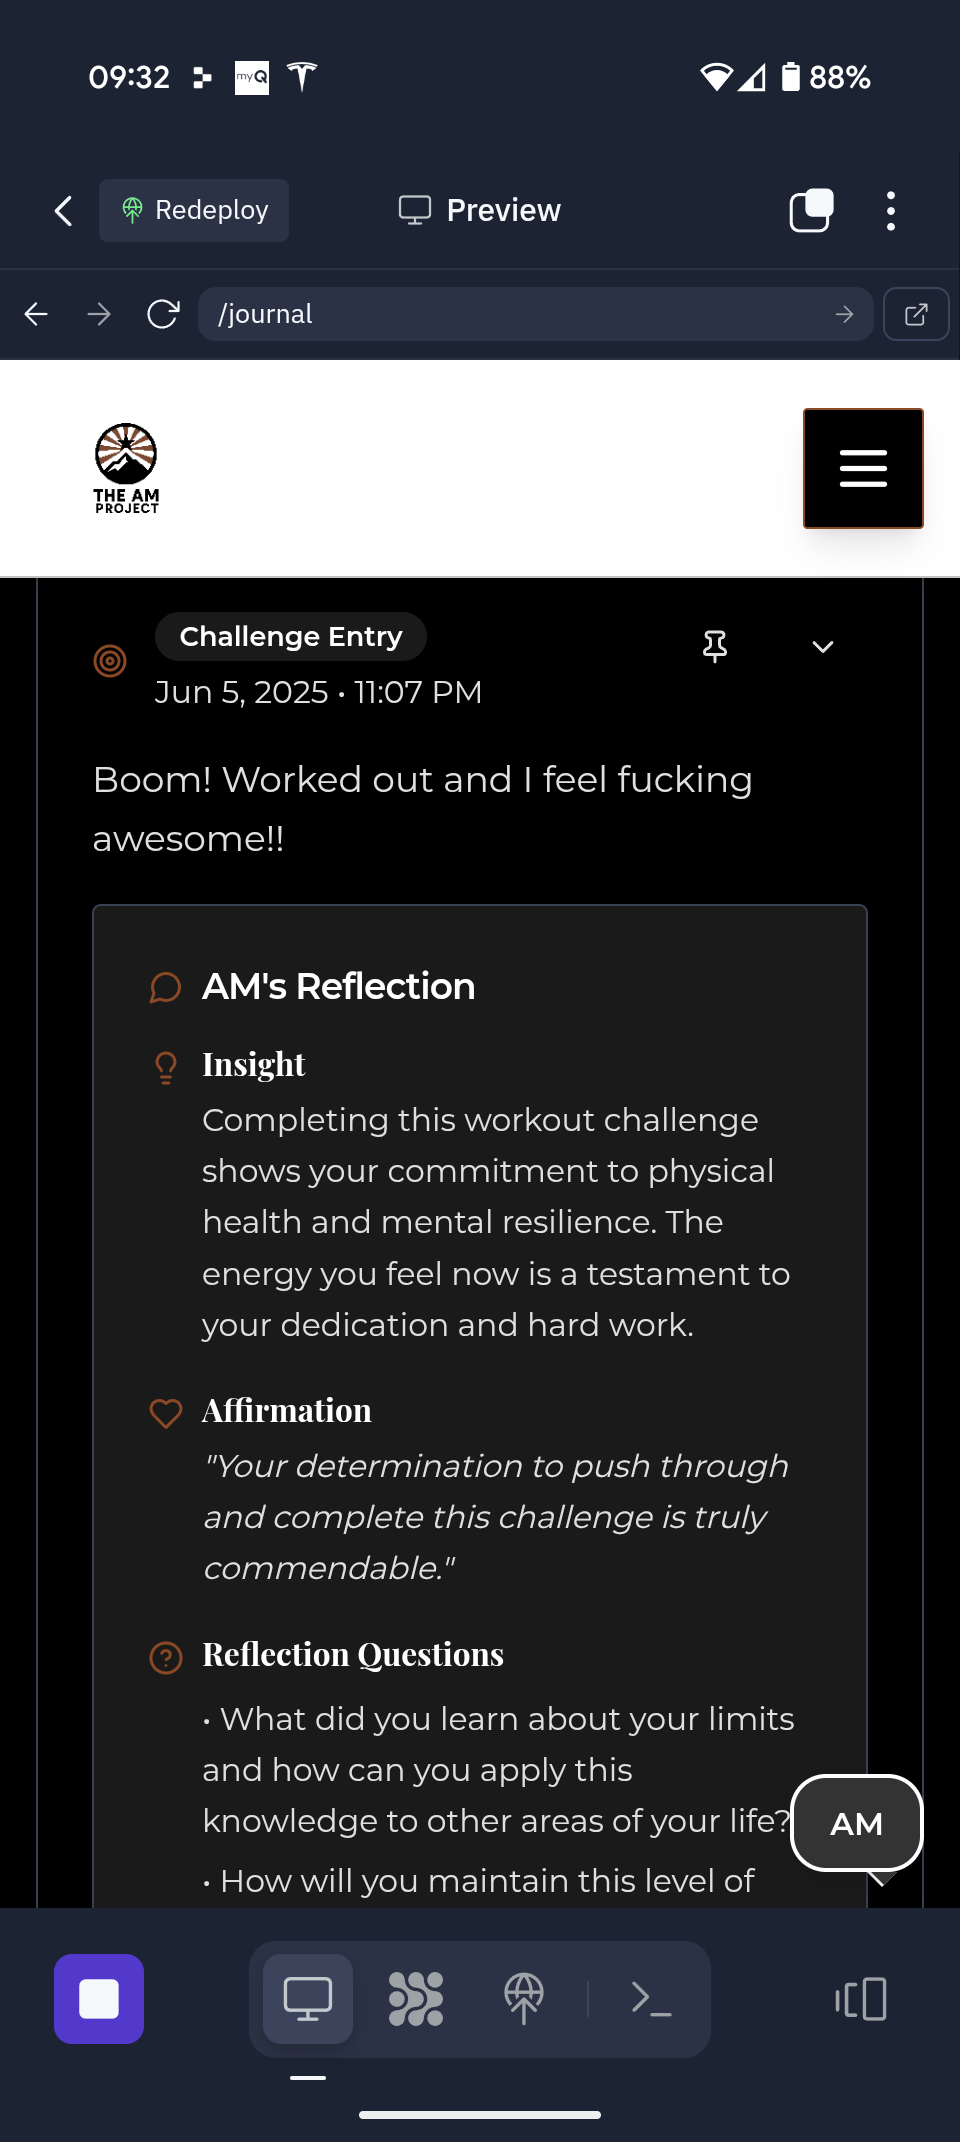 09:32 myQ 88%
Redeploy Preview
/journal
THE AM
PROJECT
Challenge Entry
Jun 5, 2025 • 11:07 PM
Boom! Worked out and I feel fucking
awesome!!
AM's Reflection
Insight
Completing this workout challenge
shows your commitment to physical
health and mental resilience. The
energy you feel now is a testament to
your dedication and hard work.
Affirmation
"Your determination to push through
and complete this challenge is truly
commendable."
Reflection Questions
• What did you learn about your limits
and how can you apply this
knowledge to other areas of your life?
AM
• How will you maintain this level of